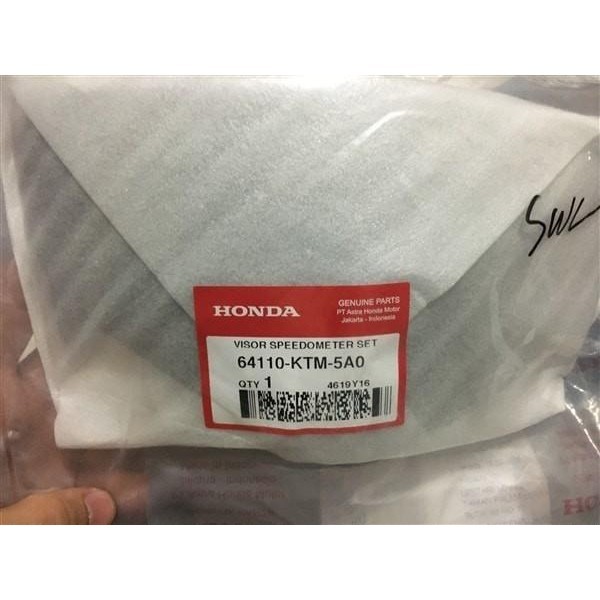 SWL
HONDA
GENUINE PARTS
PT Astra Honda Motor
Jakarta - Indonesia
VISOR SPEEDOMETER SET
64110-KTM-5A0
QTY 1 4619Y16
HO